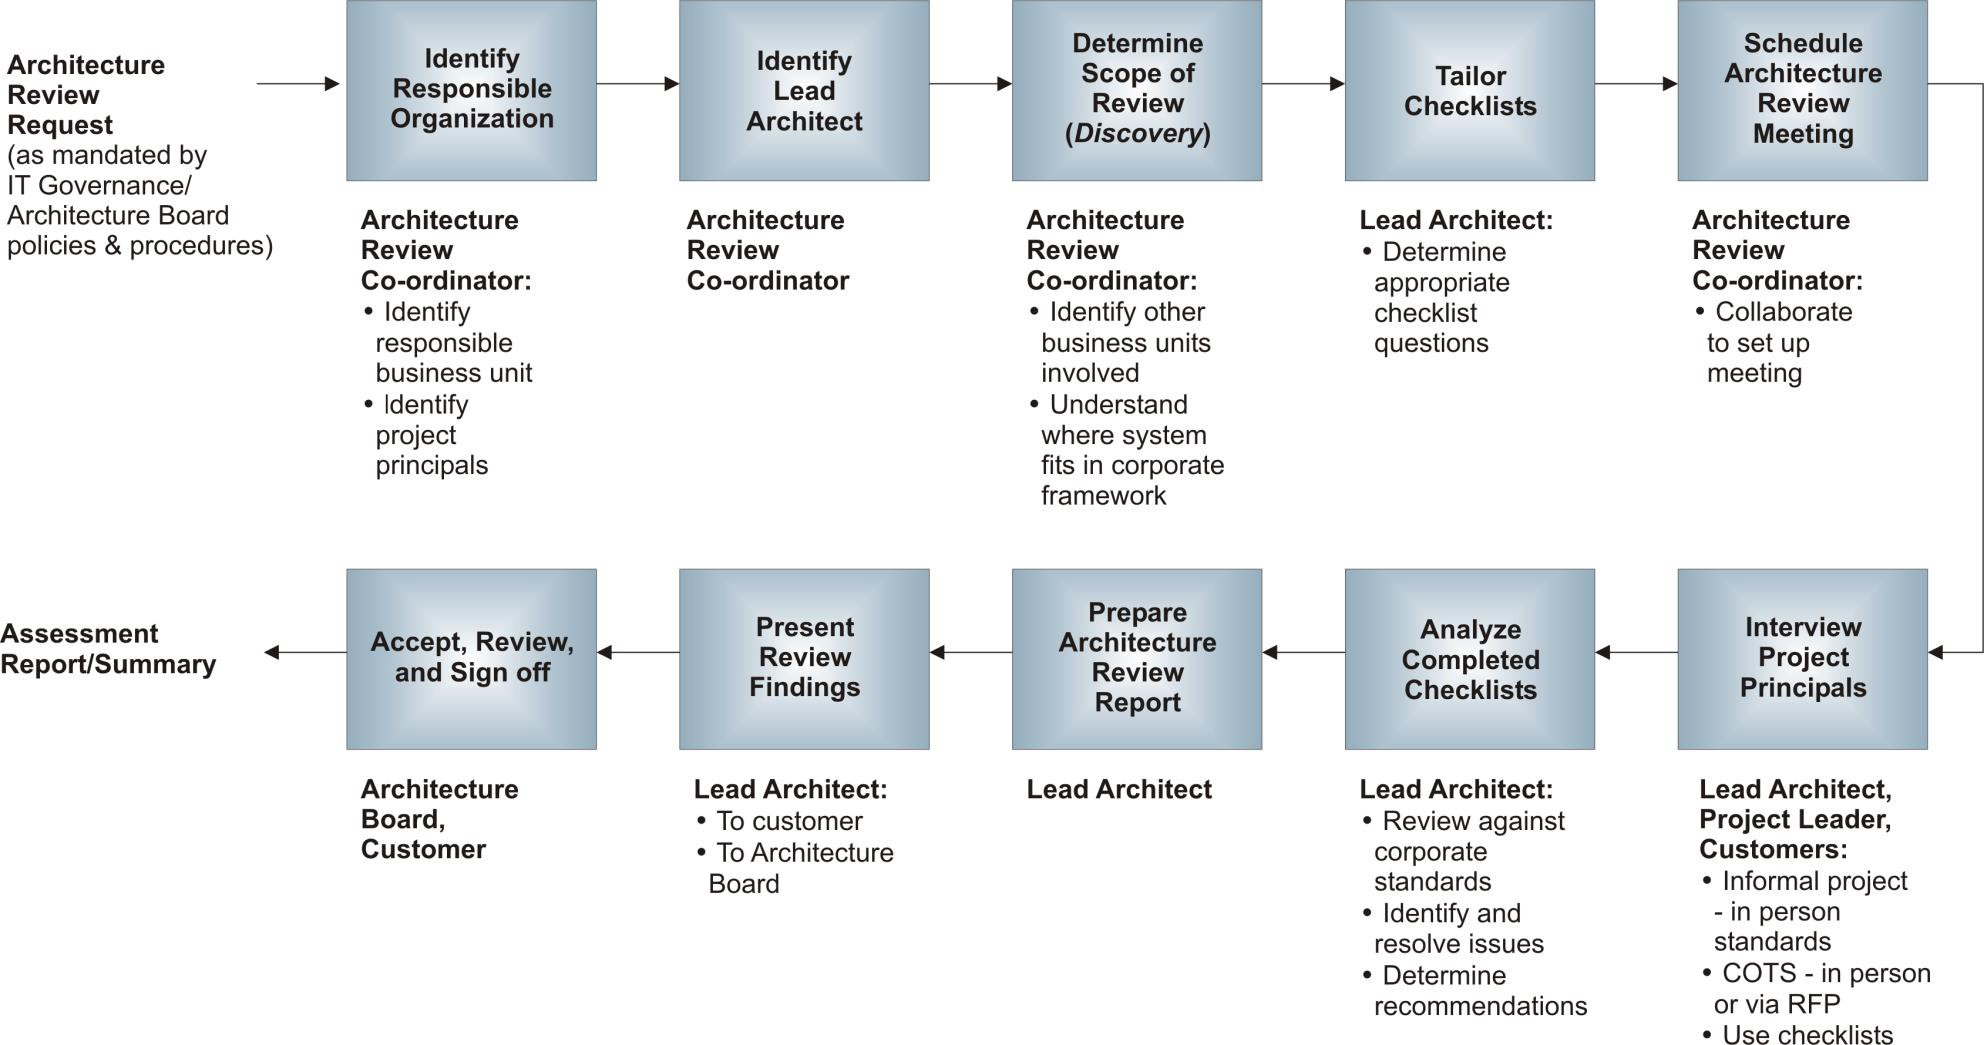 Architecture
Review
Request
(as mandated by
IT Governance/
Architecture Board
policies & procedures)
Identify
Responsible
Organization
Architecture
Review
Co-ordinator:
• Identify
responsible
business unit
• Identify
project
principals
Identify
Lead
Architect
Architecture
Review
Co-ordinator
Determine
Scope of
Review
(Discovery)
Architecture
Review
Co-ordinator:
• Identify other
business units
involved
• Understand
where system
fits in corporate
framework
Tailor
Checklists
Lead Architect:
• Determine
appropriate
checklist
questions
Schedule
Architecture
Review
Meeting
Architecture
Review
Co-ordinator:
• Collaborate
to set up
meeting
Interview
Project
Principals
Lead Architect,
Project Leader,
Customers:
• Informal project
- in person
standards
• COTS - in person
or via RFP
• Use checklists
Analyze
Completed
Checklists
Lead Architect:
• Review against
corporate
standards
• Identify and
resolve issues
• Determine
recommendations
Prepare
Architecture
Review
Report
Lead Architect
Present
Review
Findings
Lead Architect:
• To customer
• To Architecture
Board
Accept, Review,
and Sign off
Architecture
Board,
Customer
Assessment
Report/Summary